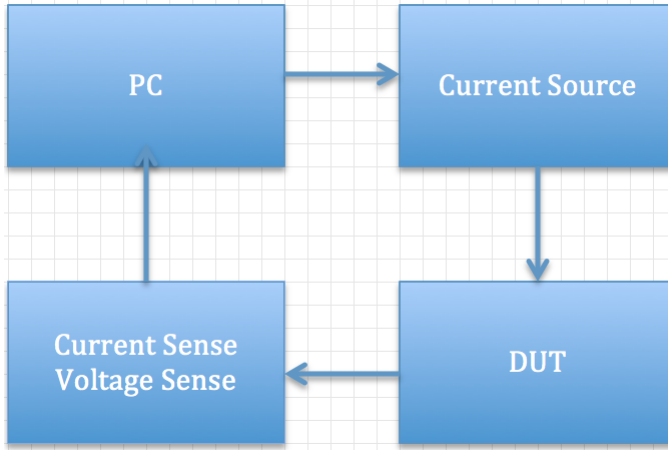 PC
Current Source
Current Sense
Voltage Sense
DUT